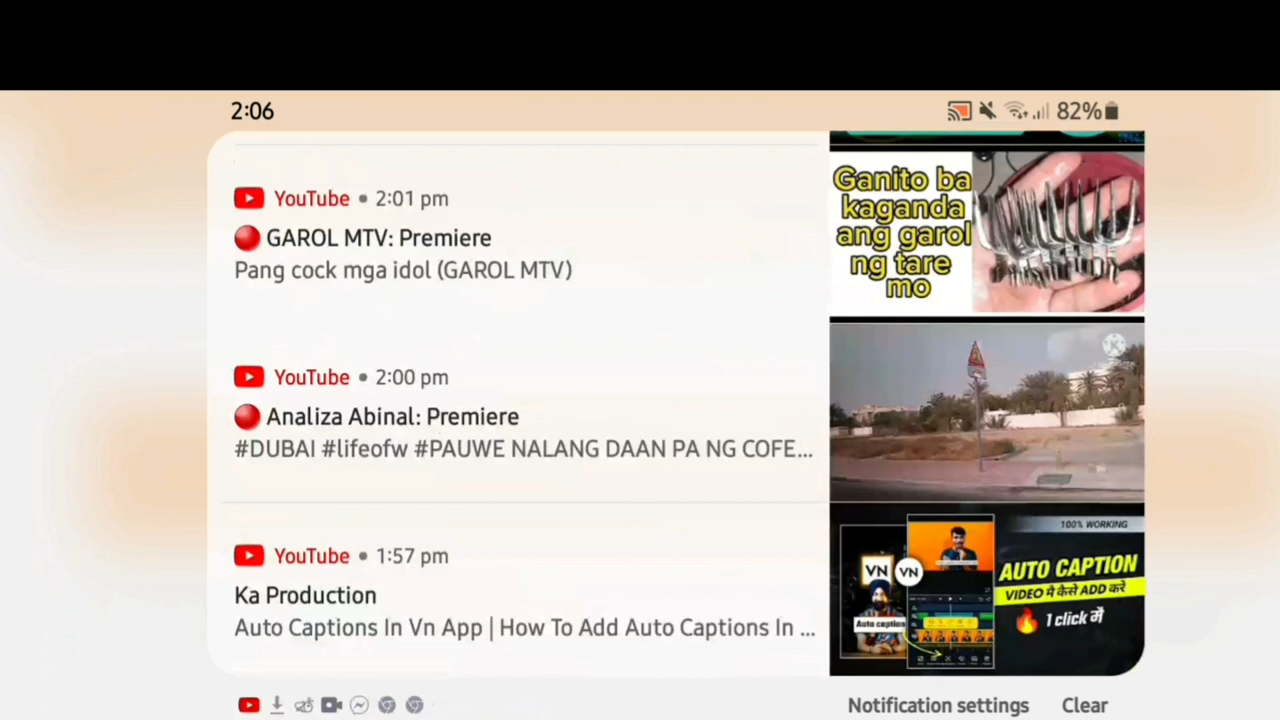 2:06
82%
YouTube • 2:01 pm
GAROL MTV: Premiere
Pang cock mga idol (GAROL MTV)
Ganito ba
kaganda
ang garol
ng tare
mo
YouTube • 2:00 pm
Analiza Abinal: Premiere
#DUBAI #lifeofw #PAUWE NALANG DAAN PA NG COFE...
YouTube • 1:57 pm
Ka Production
Auto Captions In Vn App | How To Add Auto Captions In ...
100% WORKING
VN
VN
AUTO CAPTION
VIDEO में कैसे ADD करे
1 click में
Auto caption
Notification settings
Clear